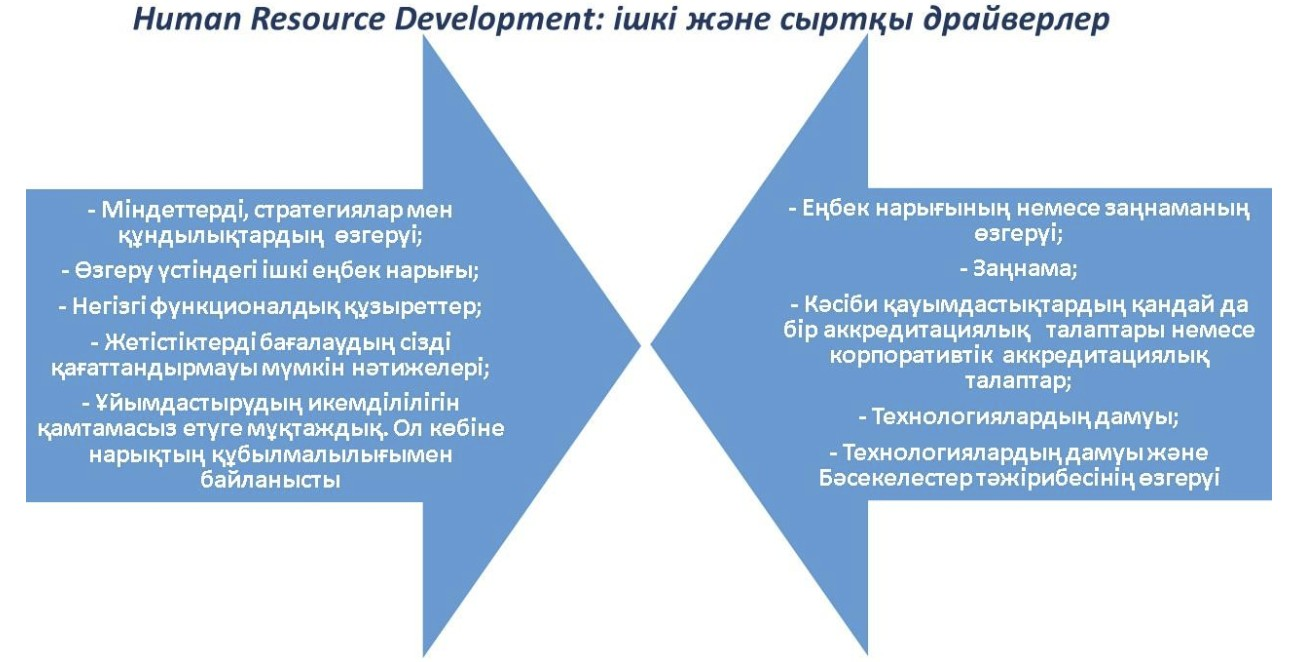 Human Resource Development: ішкі және сыртқы драйверлер
- Міндеттерді, стратегиялар мен
құндылықтардың өзгеруі;
- Өзгеру үстіндегі ішкі еңбек нарығы;
- Негізгі функционалдық құзыреттер;
- Жетістіктерді бағалаудың сізді
қағаттандырмауы мүмкін нәтижелері;
- Ұйымдастырудың икемділілігін
қамтамасыз етуге мұқтаждық. Ол көбіне
нарықтың құбылмалылығымен
байланысты
- Еңбек нарығының немесе заңнаманың
өзгеруі;
- Заңнама;
- Кәсіби қауымдастықтардың қандай да
бір аккредитациялық талаптары немесе
корпоративтік аккредитациялық
талаптар;
- Технологиялардың дамуы;
- Технологиялардың дамуы және
Бәсекелестер тәжірибесінің өзгеруі